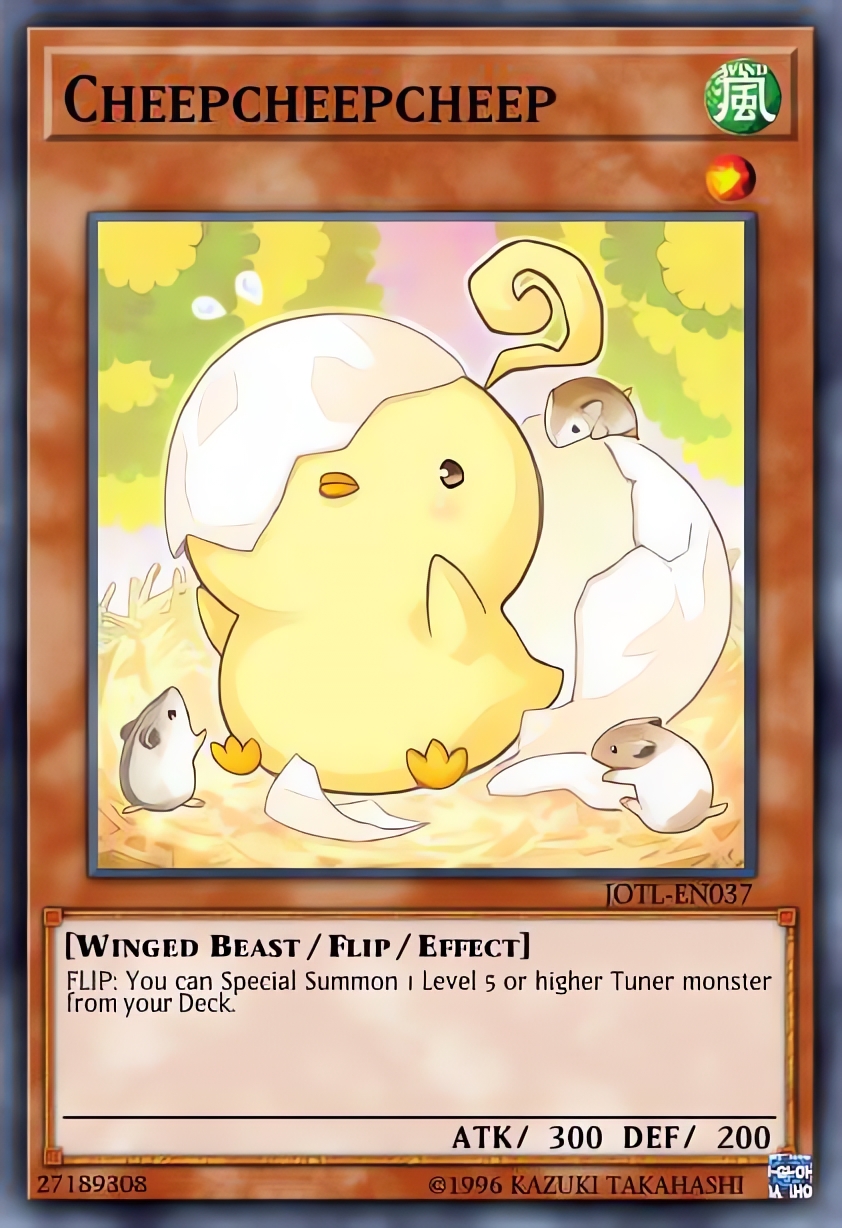 CHEEPCHEEPCHEEP
WIND
風
JOTL-EN037
[WINGED BEAST / FLIP / EFFECT]
FLIP: You can Special Summon 1 Level 5 or higher Tuner monster
from your Deck.
ATK/ 300 DEF/ 200
27189308
©1996 KAZUKI TAKAHASHI